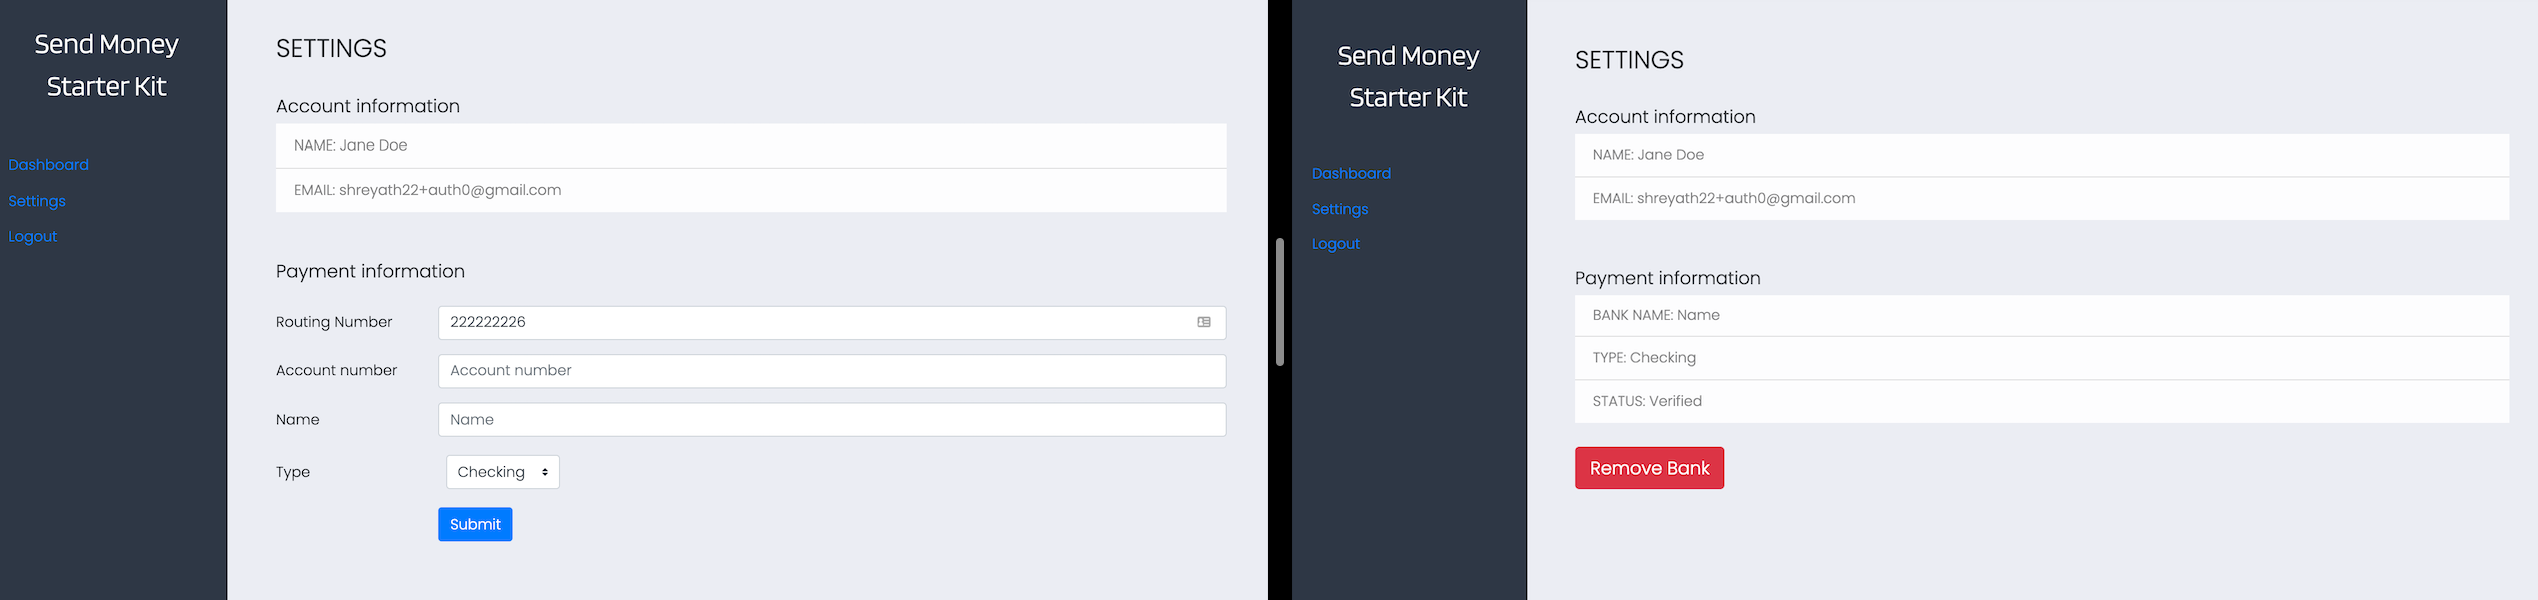 Send Money
Starter Kit
Dashboard
Settings
Logout
SETTINGS
Account information
NAME: Jane Doe
EMAIL: shreyath22+auth0@gmail.com
Payment information
Routing Number
222222226
Account number
Account number
Name
Name
Type
Checking
Submit
Send Money
Starter Kit
Dashboard
Settings
Logout
SETTINGS
Account information
NAME: Jane Doe
EMAIL: shreyath22+auth0@gmail.com
Payment information
BANK NAME: Name
TYPE: Checking
STATUS: Verified
Remove Bank